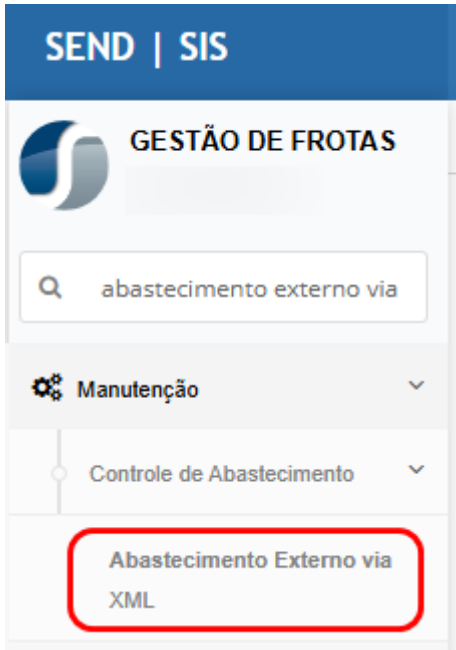 SEND | SIS
GESTÃO DE FROTAS
abastecimento externo via
Manutenção
Controle de Abastecimento
Abastecimento Externo via
XML